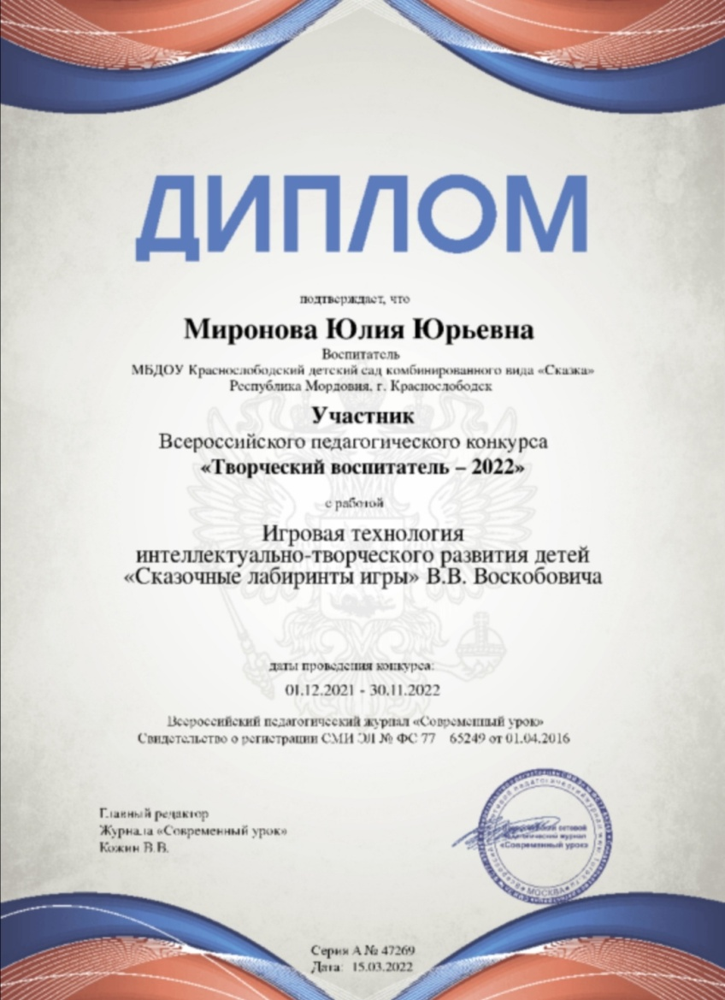 ДИПЛОМ
подтверждает, что
Миронова Юлия Юрьевна
Воспитатель
МБДОУ Краснослободский детский сад комбинированного вида «Сказка»
Республика Мордовия, г. Краснослободск
Участник
Всероссийского педагогического конкурса
«Творческий воспитатель – 2022»
с работой
Игровая технология
интеллектуально-творческого развития детей
«Сказочные лабиринты игры» В.В. Воскобовича
даты проведения конкурса:
01.12.2021 - 30.11.2022
Всероссийский педагогический журнал «Современный урок»
Свидетельство о регистрации СМИ ЭЛ № ФС 77 65249 от 01.04.2016
Главный редактор
Журнала «Современный урок»
Кожин В.В.
сетевой
педагогический журнал
«Современный урок»
МОСКВА
Серия А № 47269
Дата: 15.03.2022